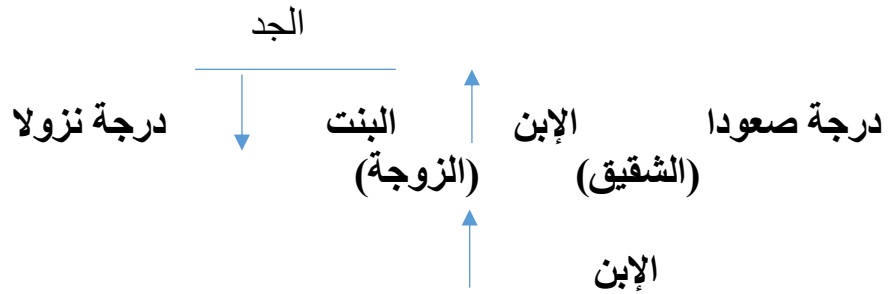 الجد
درجة صعودا الإبن البنت درجة نزولا
(الشقيق) (الزوجة)
الإبن